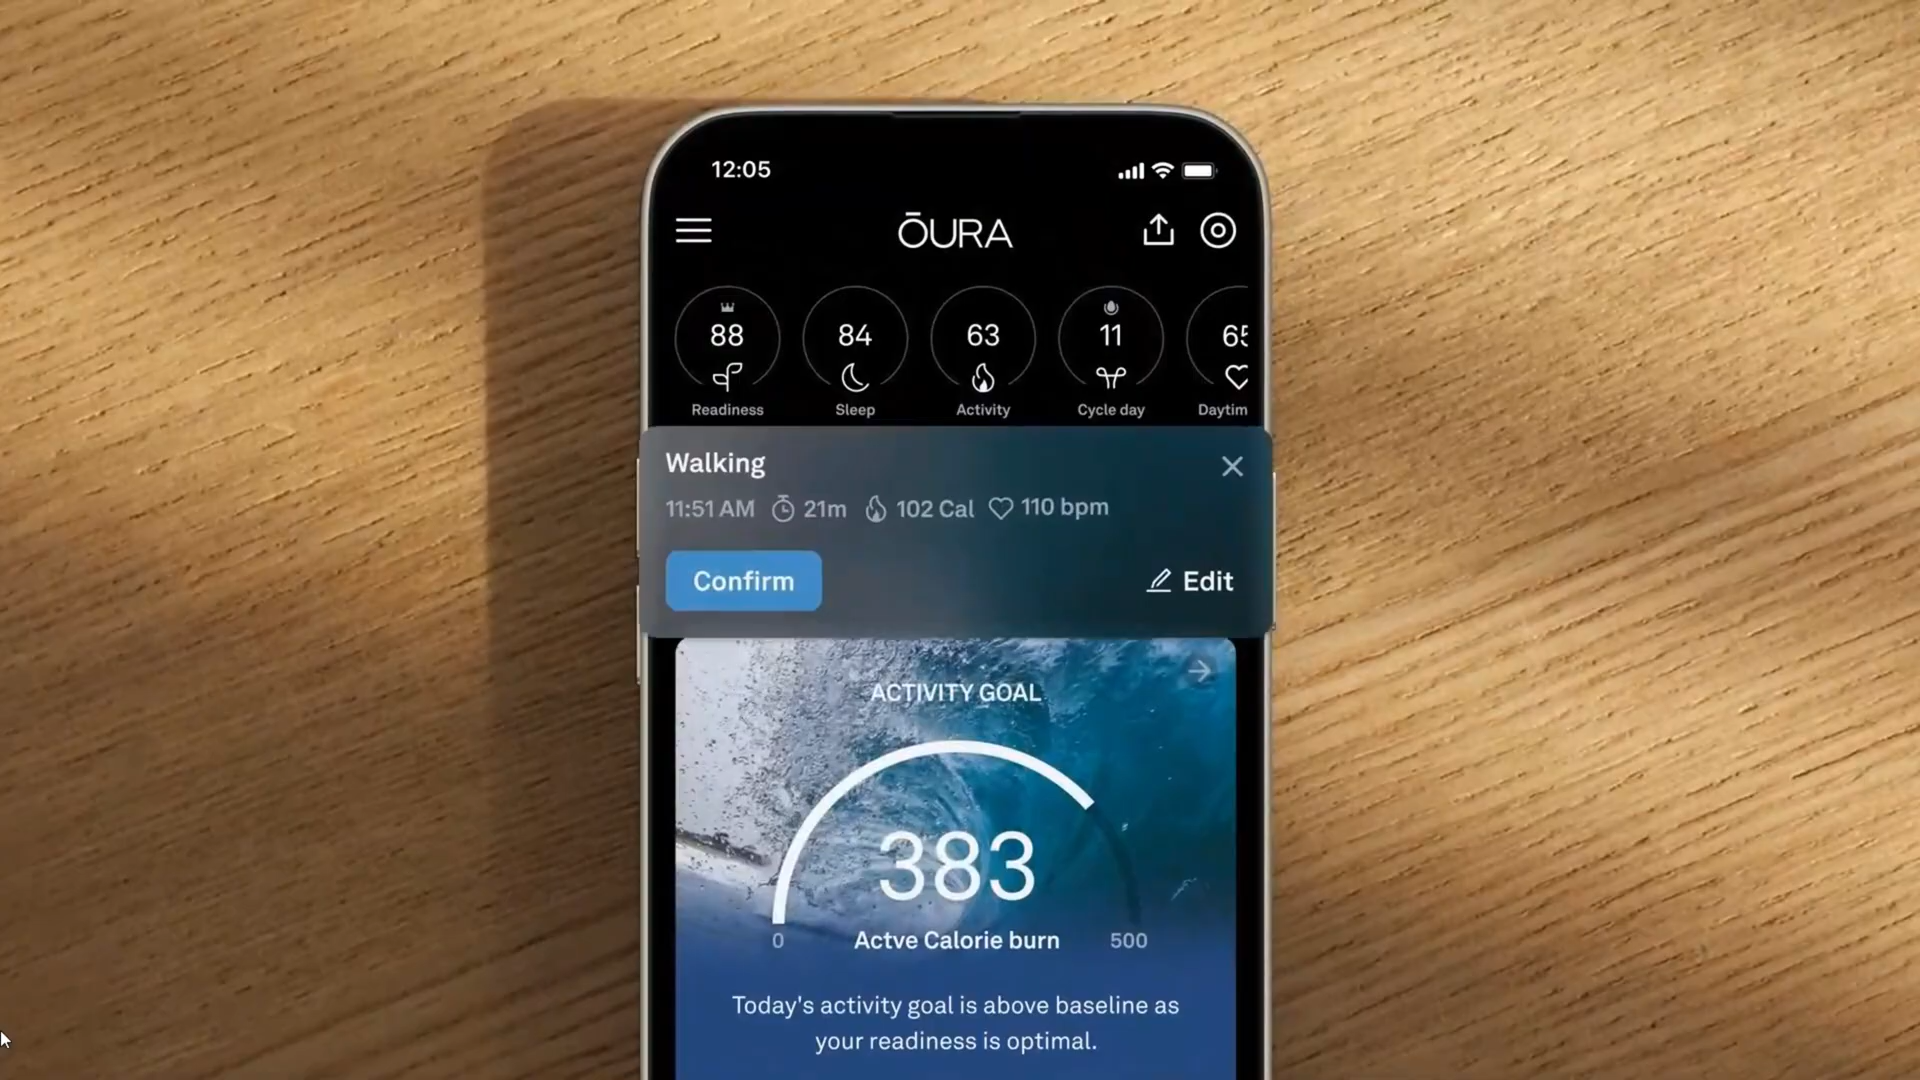 12:05
ŌURA
88 84 63 11
Readiness Sleep Activity Cycle day
Walking
11:51 AM 21m 102 Cal 110 bpm
Confirm Edit
ACTIVITY GOAL
383
0 Actve Calorie burn 500
Today's activity goal is above baseline as
your readiness is optimal.